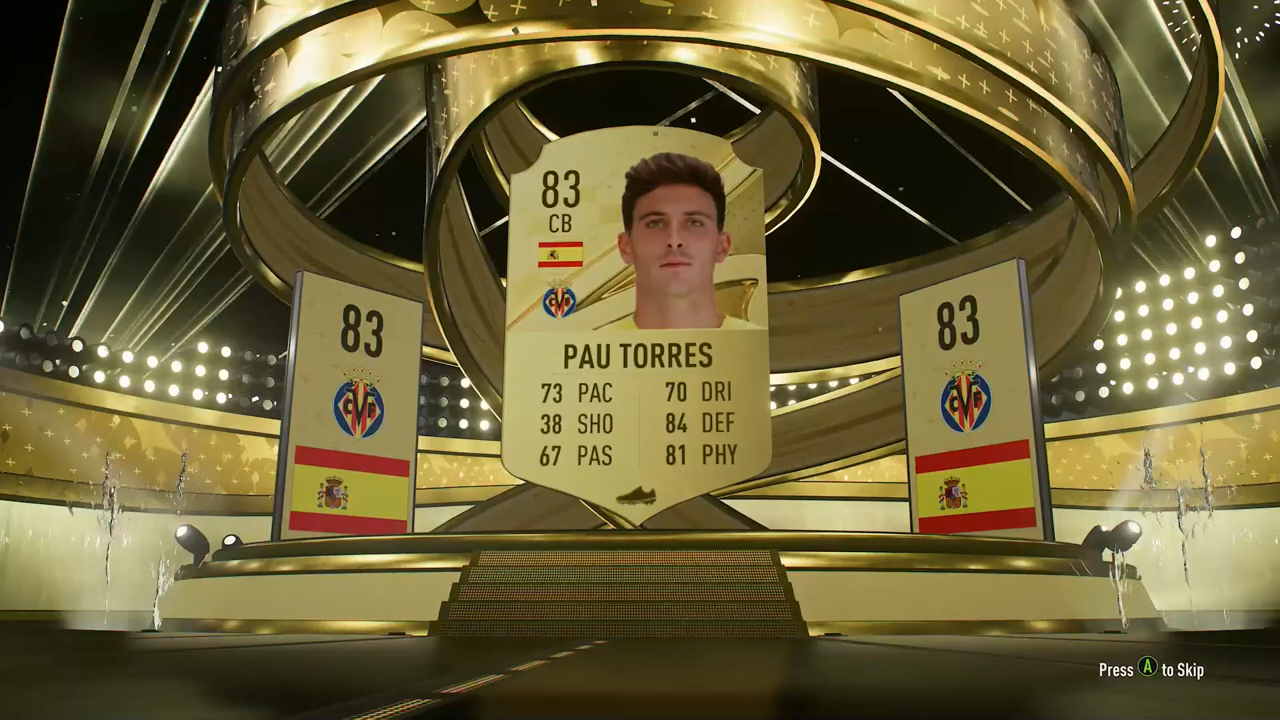 83
CB
PAU TORRES
73 PAC 70 DRI
38 SHO 84 DEF
67 PAS 81 PHY
83
83
Press A to Skip